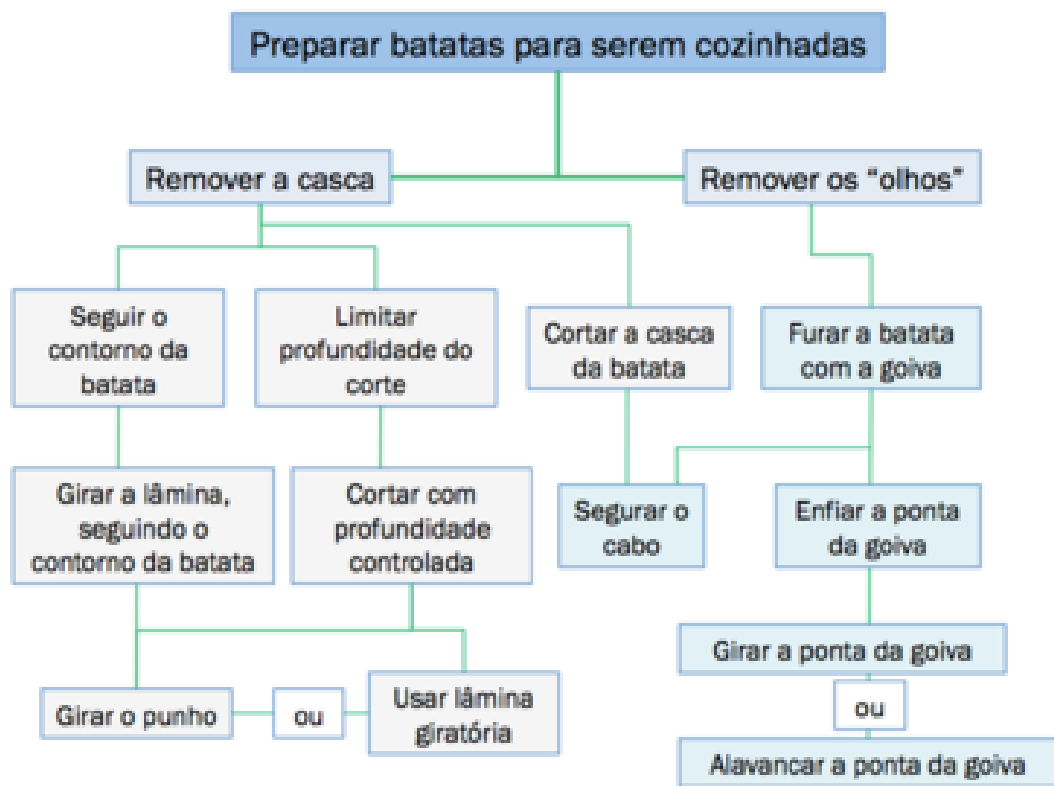 Preparar batatas para serem cozinhadas
Remover a casca
Remover os “olhos”
Seguir o
contorno da
batata
Limitar
profundidade do
corte
Cortar a casca
da batata
Furar a batata
com a goiva
Girar a lâmina,
seguindo o
contorno da batata
Cortar com
profundidade
controlada
Segurar o
cabo
Enfiar a ponta
da goiva
Girar o punho
ou
Usar lâmina
giratória
Girar a ponta da goiva
ou
Alavancar a ponta da goiva